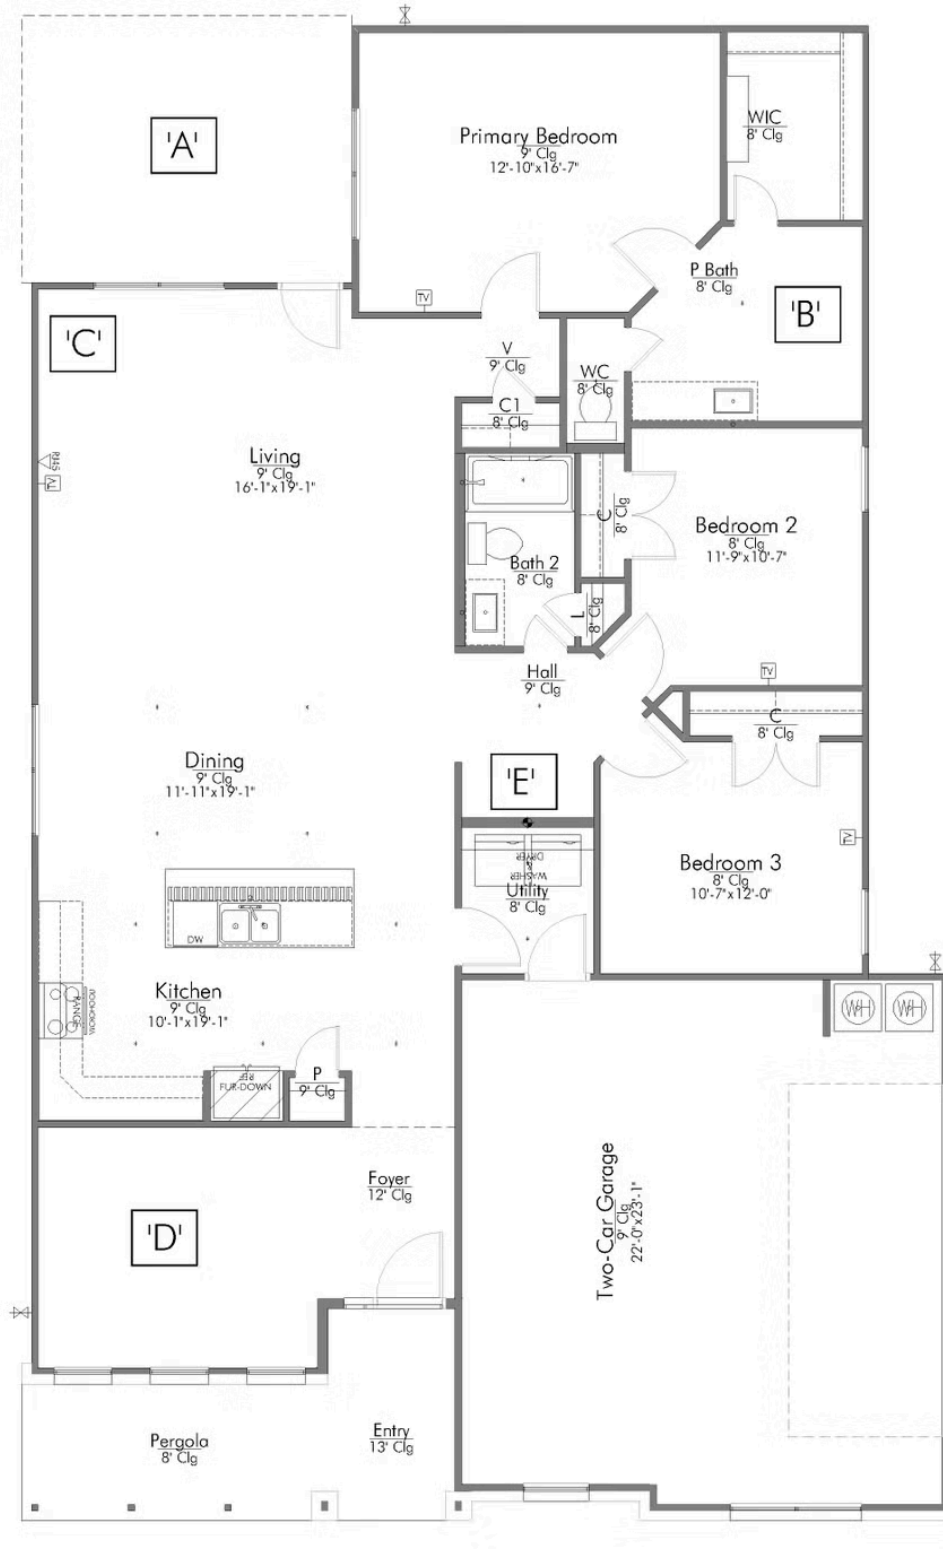 'A'
Primary Bedroom
9' Clg
12'-10"x16'-7"
WIC
8' Clg
P Bath
8' Clg
'B'
TV
'C'
V
9' Clg
WC
8' Clg
C1
8' Clg
Living
9' Clg
16'-1"x19'-1"
RJ45
TV
C
8' Clg
Bedroom 2
8' Clg
11'-9"x10'-7"
Bath 2
8' Clg
L
8' Clg
Hall
9' Clg
TV
C
8' Clg
Dining
9' Clg
11'-11"x19'-1"
'E'
TV
DRYER
WASHER
Utility
8' Clg
Bedroom 3
8' Clg
10'-7"x12'-0"
DW
Kitchen
9' Clg
10'-1"x19'-1"
RANGE
WH
WH
REF
FUR-DOWN
P
9' Clg
Foyer
12' Clg
'D'
Two-Car Garage
9' Clg
22'-0"x23'-1"
Pergola
8' Clg
Entry
13' Clg